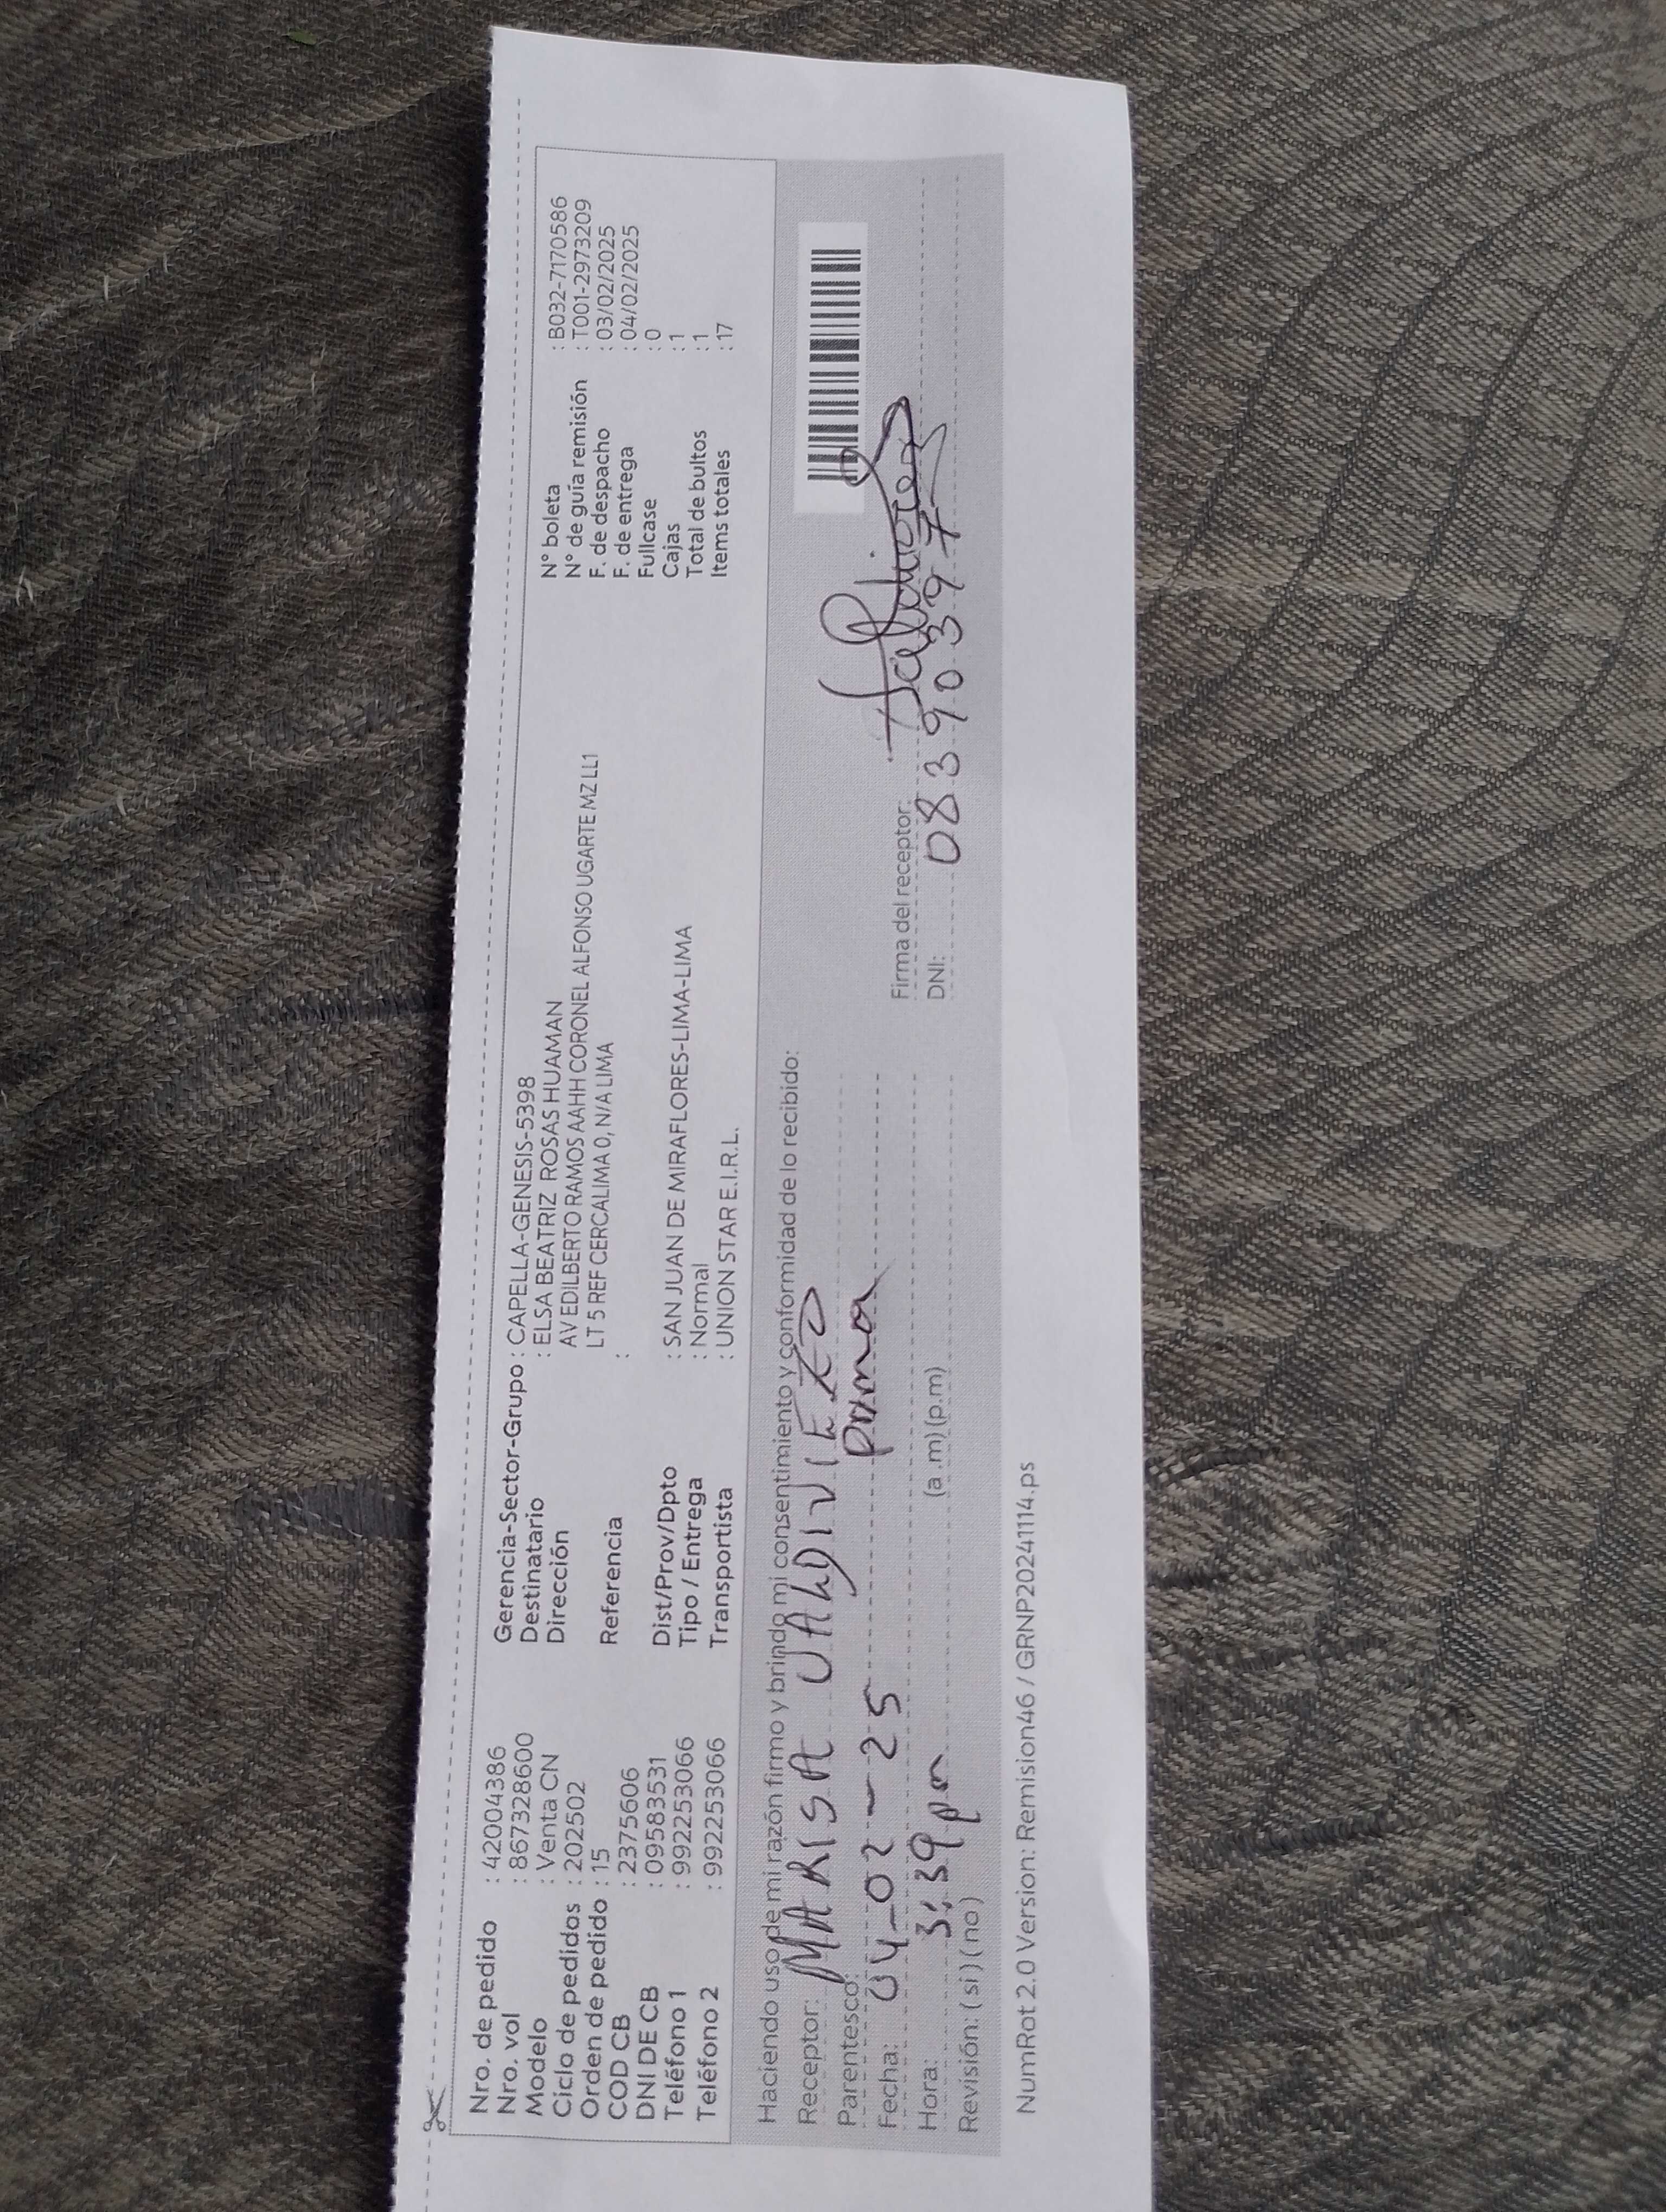 Nro. de pedido : 42004386
Nro. vol : 8673286​00
Modelo : Venta CN
Ciclo de pedidos : 202502
Orden de pedido : 15
COD CB : 2375606
DNI DE CB : 09583531
Teléfono 1 : 992253066
Teléfono 2 : 992253066
Gerencia-Sector-Grupo : CAPELLA-GENESIS-5398
Destinatario : ELSA BEATRIZ ROSAS HUAMAN
Dirección AV EDILBERTO RAMOS AAHH CORONEL ALFONSO UGARTE MZ LL1
LT 5 REF CERCALIMA 0, N/A LIMA
Referencia :
Dist/Prov/Dpto : SAN JUAN DE MIRAFLORES-LIMA-LIMA
Tipo / Entrega : Normal
Transportista : UNION STAR E.I.R.L.
N° boleta : B032-7170586
N° de guía remisión : T001-2973209
F. de despacho : 03/02/2025
F. de entrega : 04/02/2025
Fullcase : 0
Cajas : 1
Total de bultos : 1
Items totales : 17
Haciendo uso de mi razón firmo y brindo mi consentimiento y conformidad de lo recibido:
Receptor: MARISA VALDIVIEZO
Parentesco: prima
Fecha: 04-02-25
Hora: 3:39 pm (a.m) (p.m)
Revisión: (si) (no)
Firma del receptor:
DNI: 08390397
NumRot 2.0 Version: Remision46 / GRNP20241114.ps